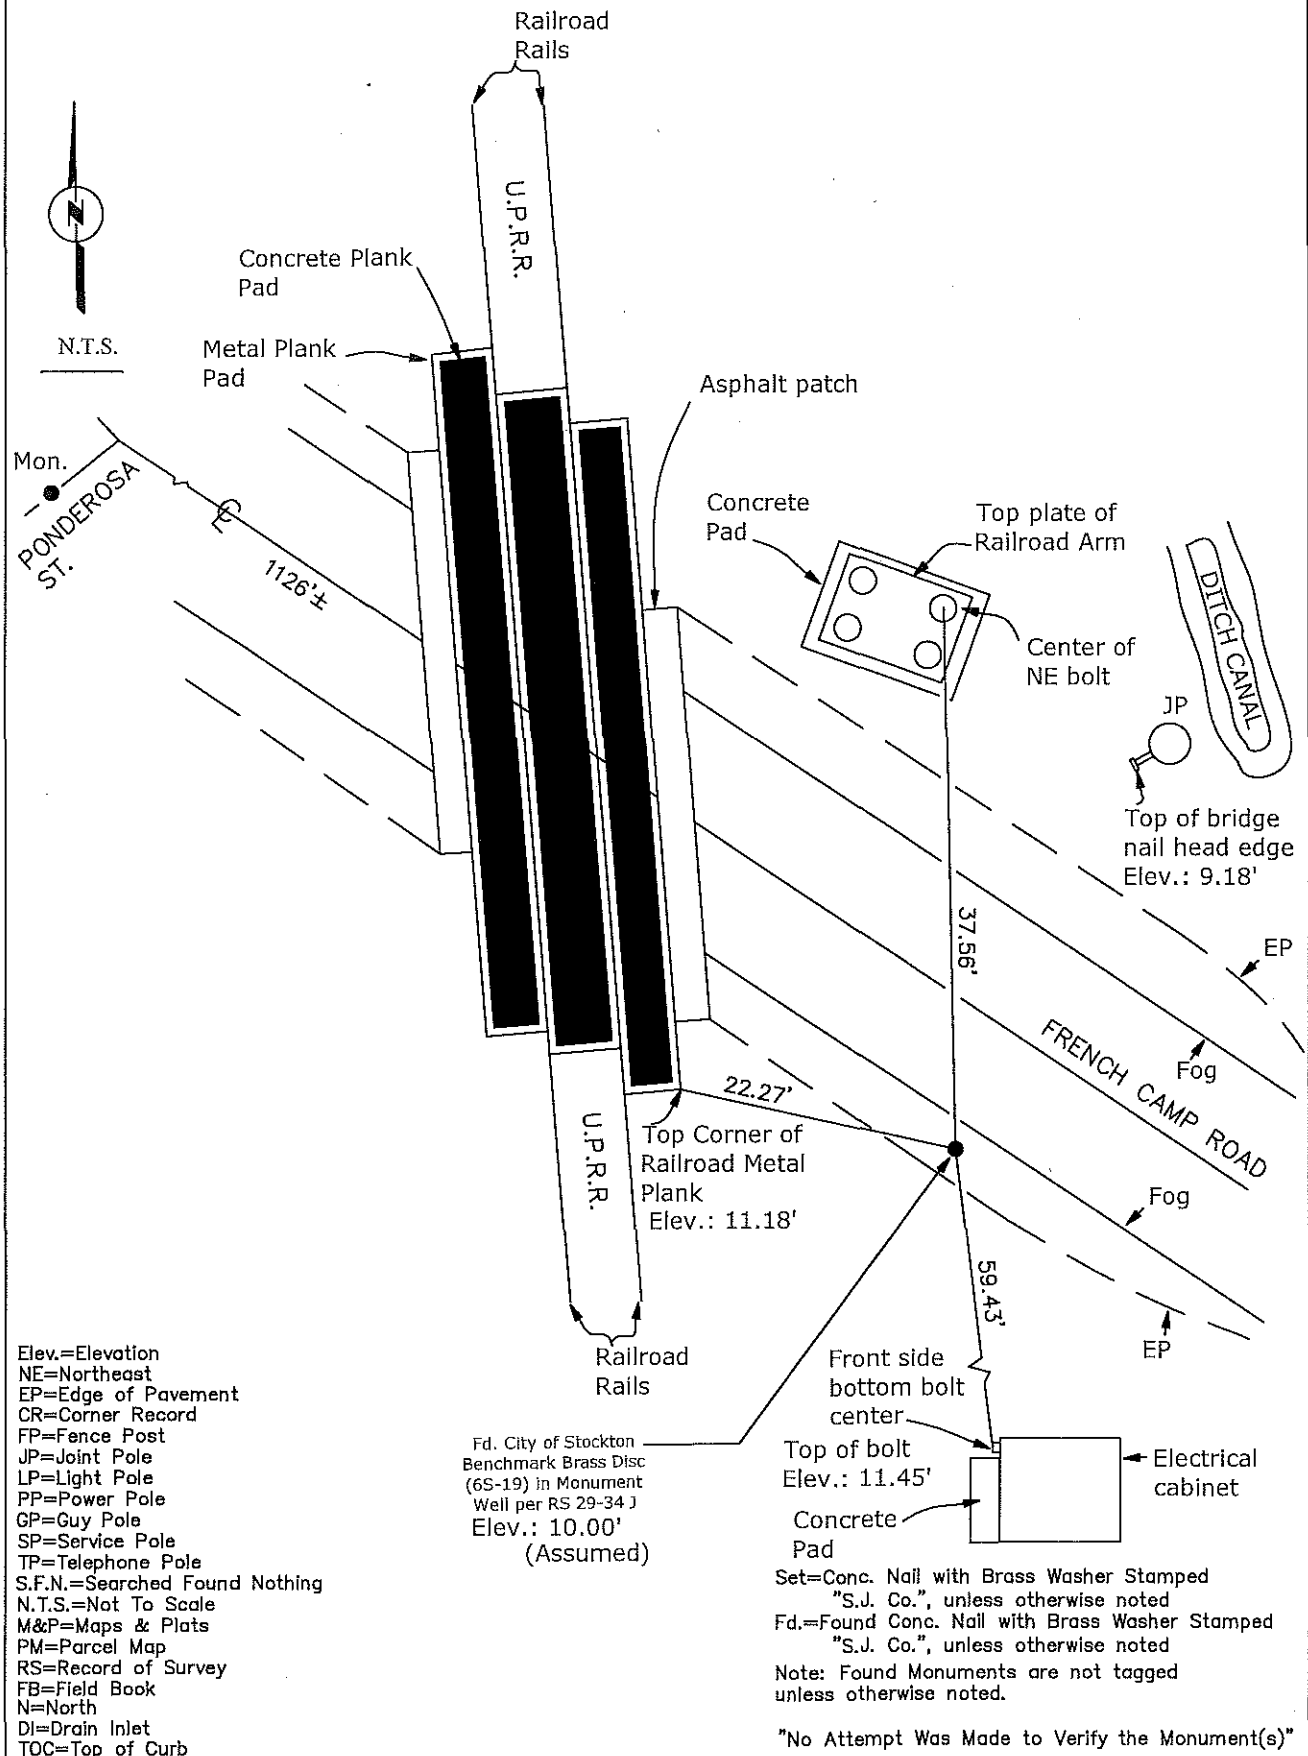 Railroad
Rails
U.P.R.R.
N
N.T.S.
Concrete Plank
Pad
Metal Plank
Pad
Asphalt patch
Mon.
PONDEROSA
ST.
CL
1126'±
Concrete
Pad
Top plate of
Railroad Arm
Center of
NE bolt
DITCH CANAL
JP
Top of bridge
nail head edge
Elev.: 9.18'
37.56'
EP
Fog
FRENCH CAMP ROAD
22.27'
U.P.R.R.
Top Corner of
Railroad Metal
Plank
Elev.: 11.18'
Fog
59.43'
EP
Railroad
Rails
Front side
bottom bolt
center
Top of bolt
Elev.: 11.45'
Electrical
cabinet
Concrete
Pad
Fd. City of Stockton
Benchmark Brass Disc
(6S-19) in Monument
Well per RS 29-34 J
Elev.: 10.00'
(Assumed)
Elev.=Elevation
NE=Northeast
EP=Edge of Pavement
CR=Corner Record
FP=Fence Post
JP=Joint Pole
LP=Light Pole
PP=Power Pole
GP=Guy Pole
SP=Service Pole
TP=Telephone Pole
S.F.N.=Searched Found Nothing
N.T.S.=Not To Scale
M&P=Maps & Plats
PM=Parcel Map
RS=Record of Survey
FB=Field Book
N=North
DI=Drain Inlet
TOC=Top of Curb
Set=Conc. Nail with Brass Washer Stamped
"S.J. Co.", unless otherwise noted
Fd.=Found Conc. Nail with Brass Washer Stamped
"S.J. Co.", unless otherwise noted
Note: Found Monuments are not tagged
unless otherwise noted.
"No Attempt Was Made to Verify the Monument(s)"